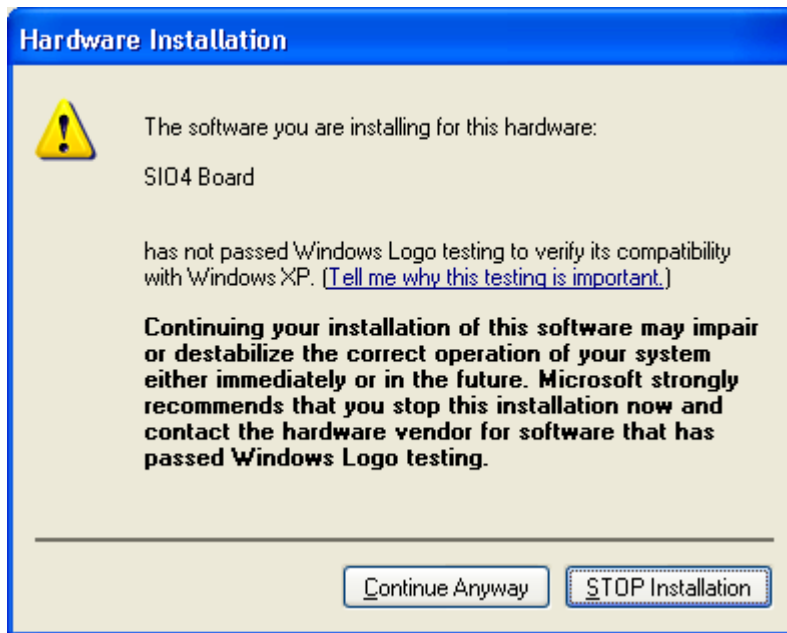 Hardware Installation
The software you are installing for this hardware:
SIO4 Board
has not passed Windows Logo testing to verify its compatibility
with Windows XP. (Tell me why this testing is important.)
Continuing your installation of this software may impair
or destabilize the correct operation of your system
either immediately or in the future. Microsoft strongly
recommends that you stop this installation now and
contact the hardware vendor for software that has
passed Windows Logo testing.
Continue Anyway
STOP Installation